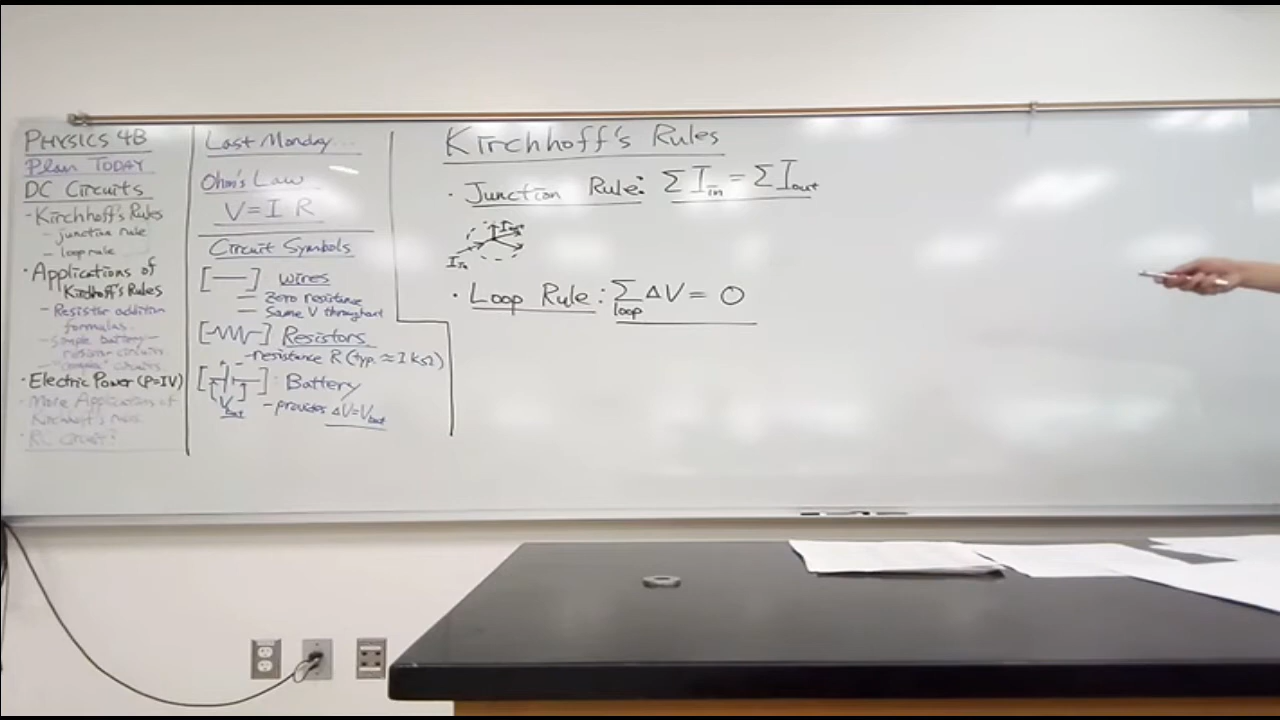 PHYSICS 4B
Plan TODAY
DC Circuits
- Kirchhoff's Rules
- junction rule
- loop rule
· Applications of
Kirchhoff's Rules
- Resistor addition
formulas
- Simple battery-
resistor circuits
- "complex" circuits
· Electric Power (P=IV)
· More Applications of
Kirchhoff's rules
· RC Circuit?
Last Monday...
Ohm's Law
V = I R
Circuit Symbols
[—] wires
— Zero resistance
— Same V throughout
[ ] Resistors
- resistance R (typ. ≈ 1 kΩ)
[ ] : Battery
V_bat - provides ΔV=V_bat
Kirchhoff's Rules
· Junction Rule: Σ I_in = Σ I_out
I_out
I_in
· Loop Rule: Σ ΔV = 0
loop